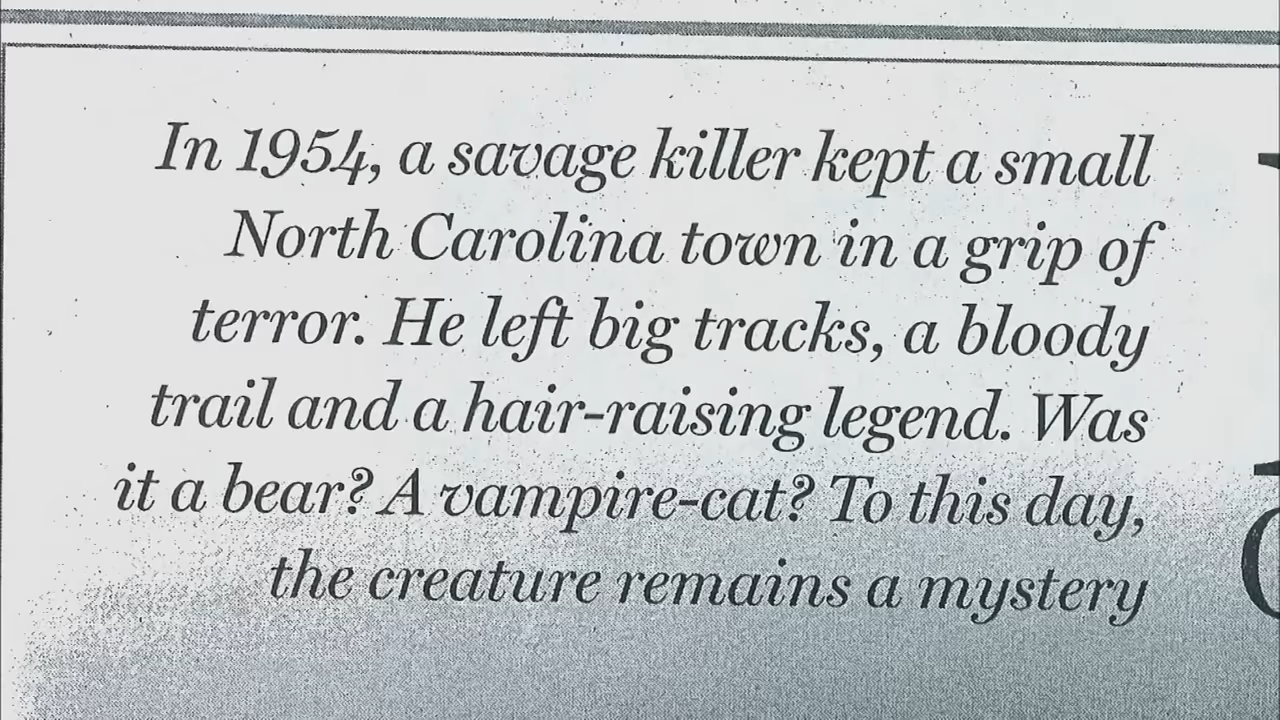 In 1954, a savage killer kept a small
North Carolina town in a grip of
terror. He left big tracks, a bloody
trail and a hair-raising legend. Was
it a bear? A vampire-cat? To this day,
the creature remains a mystery